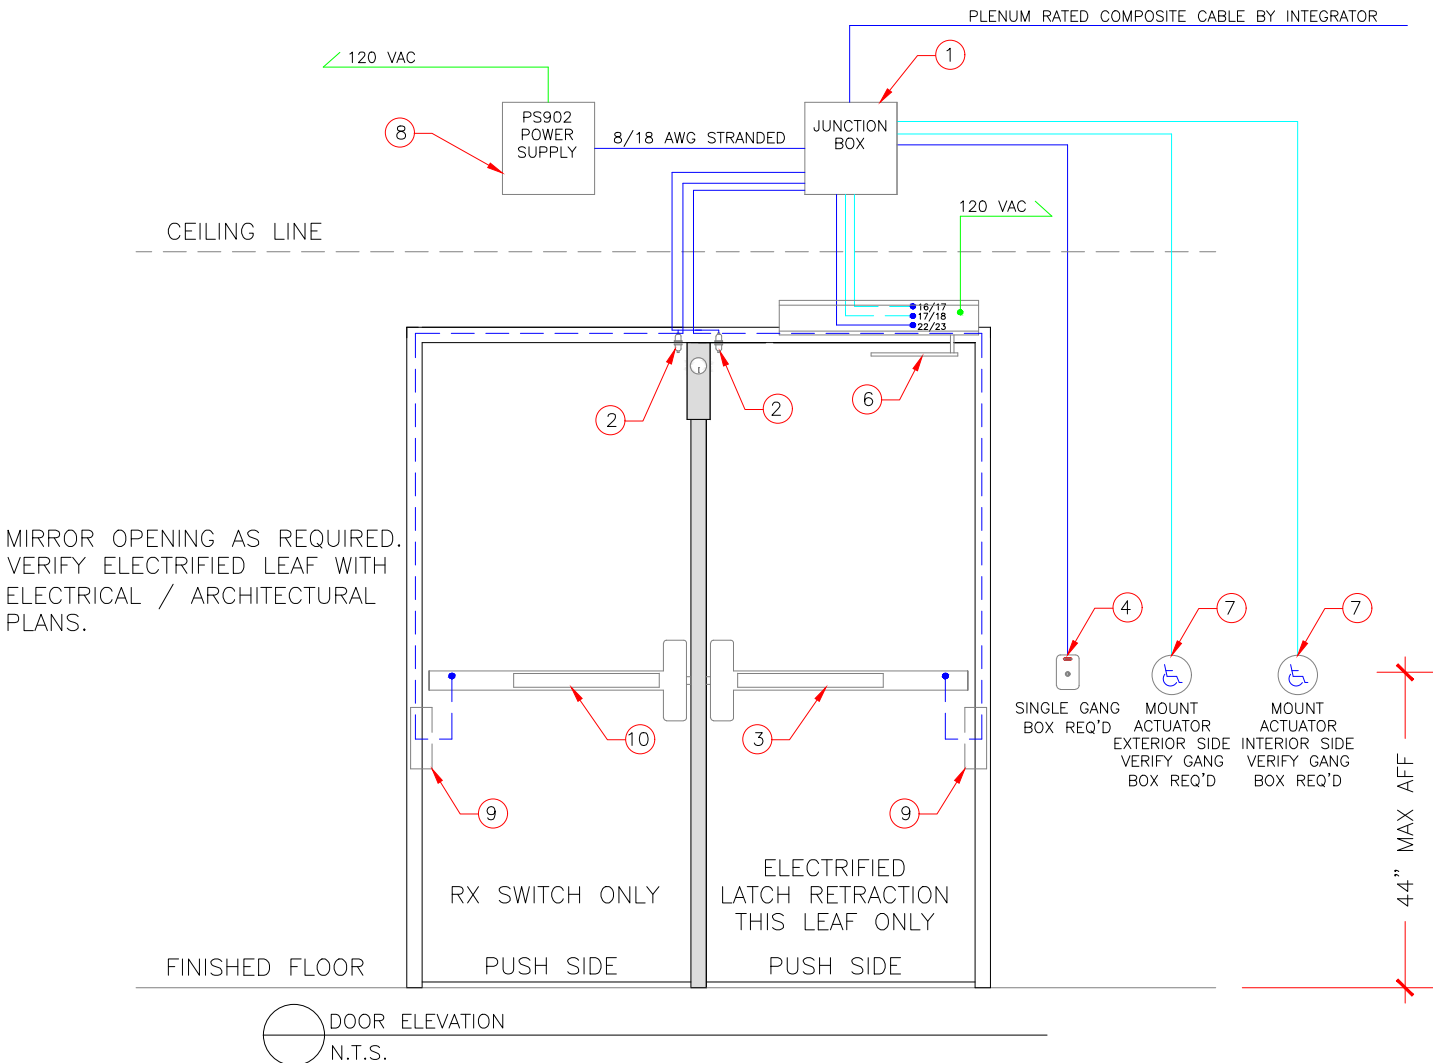 PLENUM RATED COMPOSITE CABLE BY INTEGRATOR
120 VAC
1
PS902
POWER
SUPPLY
8
8/18 AWG STRANDED
JUNCTION
BOX
120 VAC
CEILING LINE
16/17
17/18
22/23
2
2
6
MIRROR OPENING AS REQUIRED.
VERIFY ELECTRIFIED LEAF WITH
ELECTRICAL / ARCHITECTURAL
PLANS.
4
7
7
SINGLE GANG
BOX REQ'D
MOUNT
ACTUATOR
EXTERIOR SIDE
VERIFY GANG
BOX REQ'D
MOUNT
ACTUATOR
INTERIOR SIDE
VERIFY GANG
BOX REQ'D
10
3
9
9
44" MAX AFF
RX SWITCH ONLY
ELECTRIFIED
LATCH RETRACTION
THIS LEAF ONLY
FINISHED FLOOR
PUSH SIDE
PUSH SIDE
DOOR ELEVATION
N.T.S.